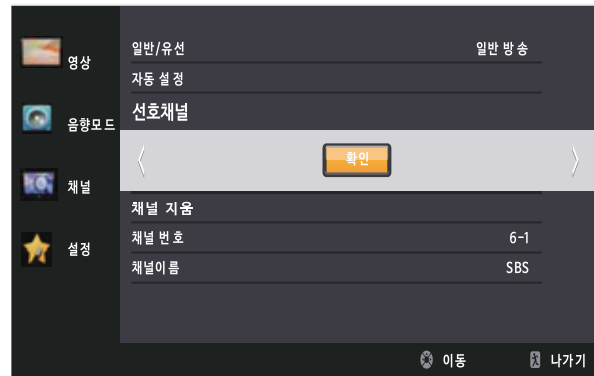 영상
음향모드
채널
설정
일반/유선 일반 방송
자동 설정
선호채널
확인
채널 지움
채널 번호 6-1
채널이름 SBS
이동 나가기